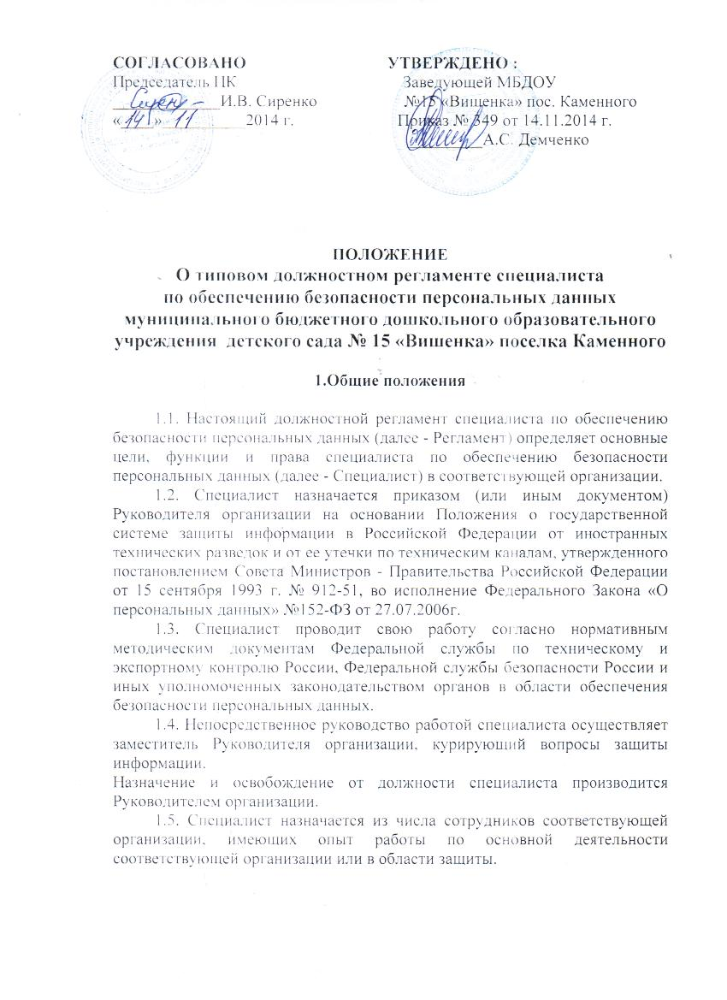 СОГЛАСОВАНО
Председатель ПК
И.В. Сиренко
«14» 11 2014 г.
УТВЕРЖДЕНО :
Заведующей МБДОУ
№15 «Вишенка» пос. Каменного
Приказ № 349 от 14.11.2014 г.
А.С. Демченко
ПОЛОЖЕНИЕ
О типовом должностном регламенте специалиста
по обеспечению безопасности персональных данных
муниципального бюджетного дошкольного образовательного
учреждения детского сада № 15 «Вишенка» поселка Каменного
1.Общие положения
1.1. Настоящий должностной регламент специалиста по обеспечению
безопасности персональных данных (далее - Регламент) определяет основные
цели, функции и права специалиста по обеспечению безопасности
персональных данных (далее - Специалист) в соответствующей организации.
1.2. Специалист назначается приказом (или иным документом)
Руководителя организации на основании Положения о государственной
системе защиты информации в Российской Федерации от иностранных
технических разведок и от ее утечки по техническим каналам, утвержденного
постановлением Совета Министров - Правительства Российской Федерации
от 15 сентября 1993 г. № 912-51, во исполнение Федерального Закона «О
персональных данных» №152-ФЗ от 27.07.2006г.
1.3. Специалист проводит свою работу согласно нормативным
методическим документам Федеральной службы по техническому и
экспортному контролю России, Федеральной службы безопасности России и
иных уполномоченных законодательством органов в области обеспечения
безопасности персональных данных.
1.4. Непосредственное руководство работой специалиста осуществляет
заместитель Руководителя организации, курирующий вопросы защиты
информации.
Назначение и освобождение от должности специалиста производится
Руководителем организации.
1.5. Специалист назначается из числа сотрудников соответствующей
организации, имеющих опыт работы по основной деятельности
соответствующей организации или в области защиты.